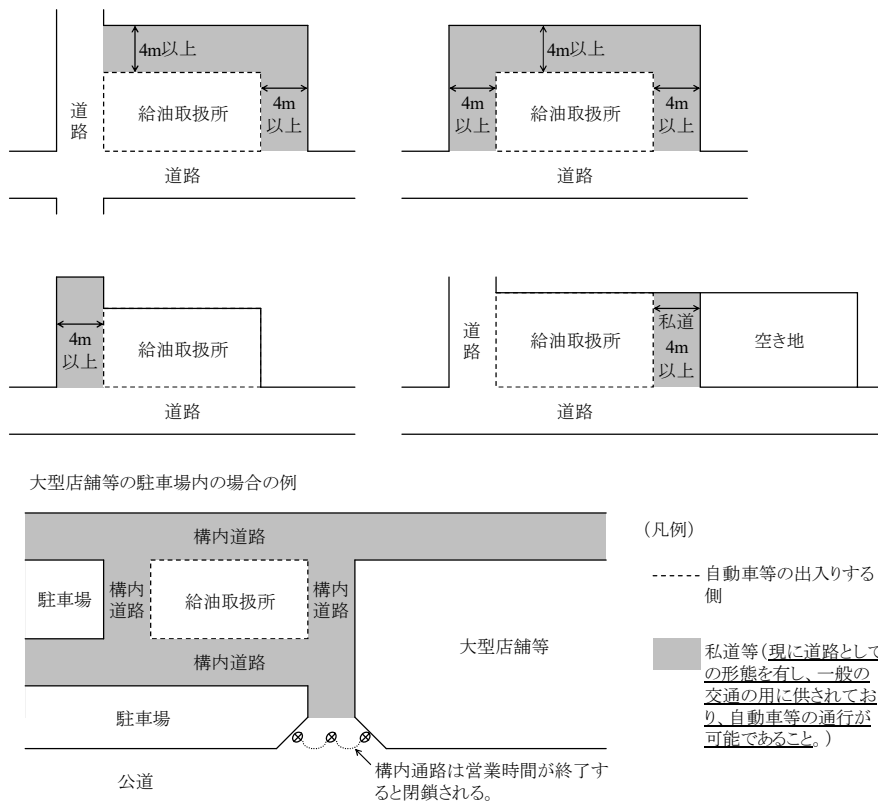 4m以上
4m
以上
給油取扱所
道
路
道路
4m以上
4m
以上
給油取扱所
4m
以上
道路
4m
以上
給油取扱所
道路
道
路
給油取扱所
私道
4m
以上
空き地
道路
大型店舗等の駐車場内の場合の例
構内道路
駐車場
構内
道路
給油取扱所
構内
道路
構内道路
大型店舗等
駐車場
公道
構内通路は営業時間が終了す
ると閉鎖される。
(凡例)
自動車等の出入りする
側
私道等(現に道路として
の形態を有し、一般の
交通の用に供されてお
り、自動車等の通行が
可能であること。)